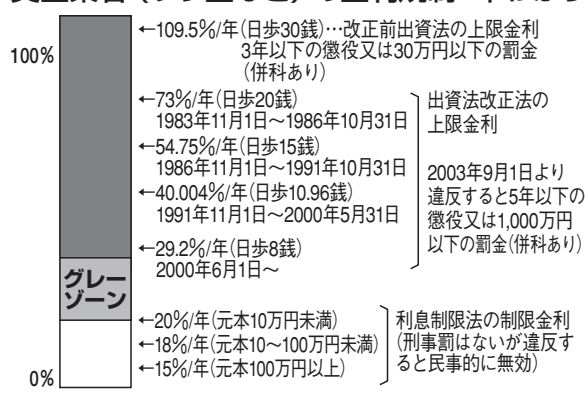 100%
←109.5%/年(日歩30銭)…改正前出資法の上限金利
3年以下の懲役又は30万円以下の罰金
(併科あり)
←73%/年(日歩20銭)
1983年11月1日～1986年10月31日
←54.75%/年(日歩15銭)
1986年11月1日～1991年10月31日
←40.004%/年(日歩10.96銭)
1991年11月1日～2000年5月31日
←29.2%/年(日歩8銭)
2000年6月1日～
出資法改正法の
上限金利
2003年9月1日より
違反すると5年以下の
懲役又は1,000万円
以下の罰金(併科あり)
グレー
ゾーン
←20%/年(元本10万円未満)
←18%/年(元本10～100万円未満)
←15%/年(元本100万円以上)
利息制限法の制限金利
(刑事罰はないが違反す
ると民事的に無効)
0%